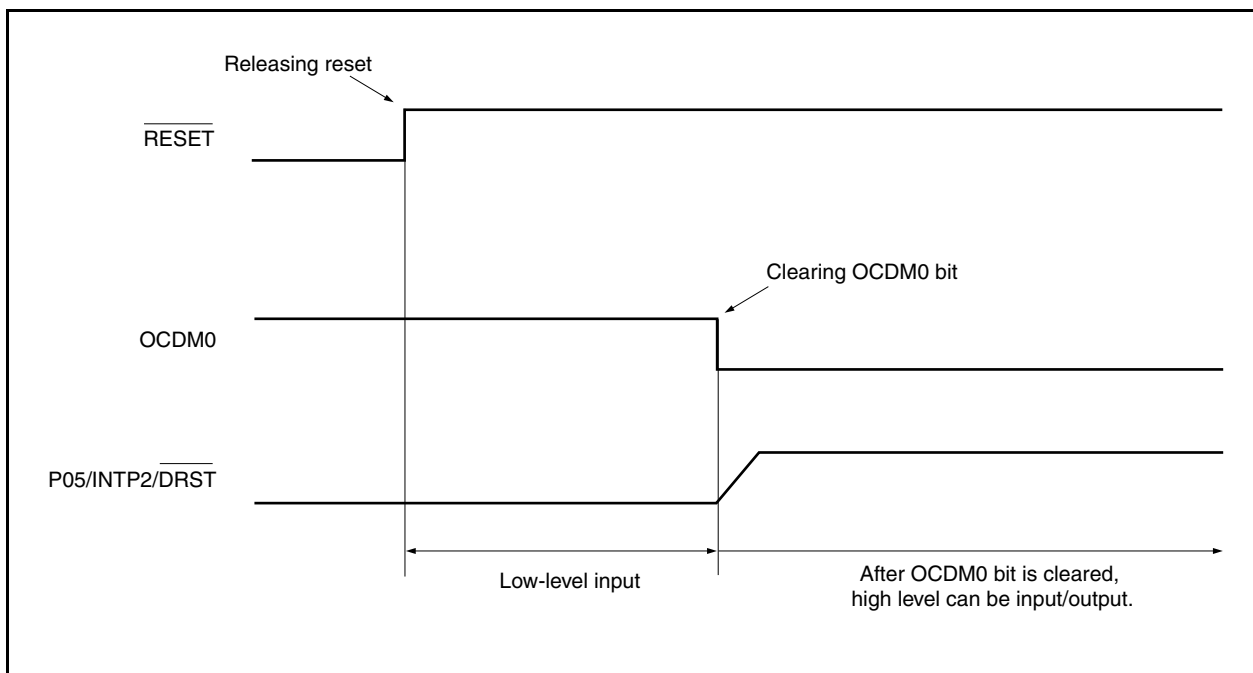 Releasing reset
RESET
Clearing OCDM0 bit
OCDM0
P05/INTP2/DRST
Low-level input
After OCDM0 bit is cleared,
high level can be input/output.